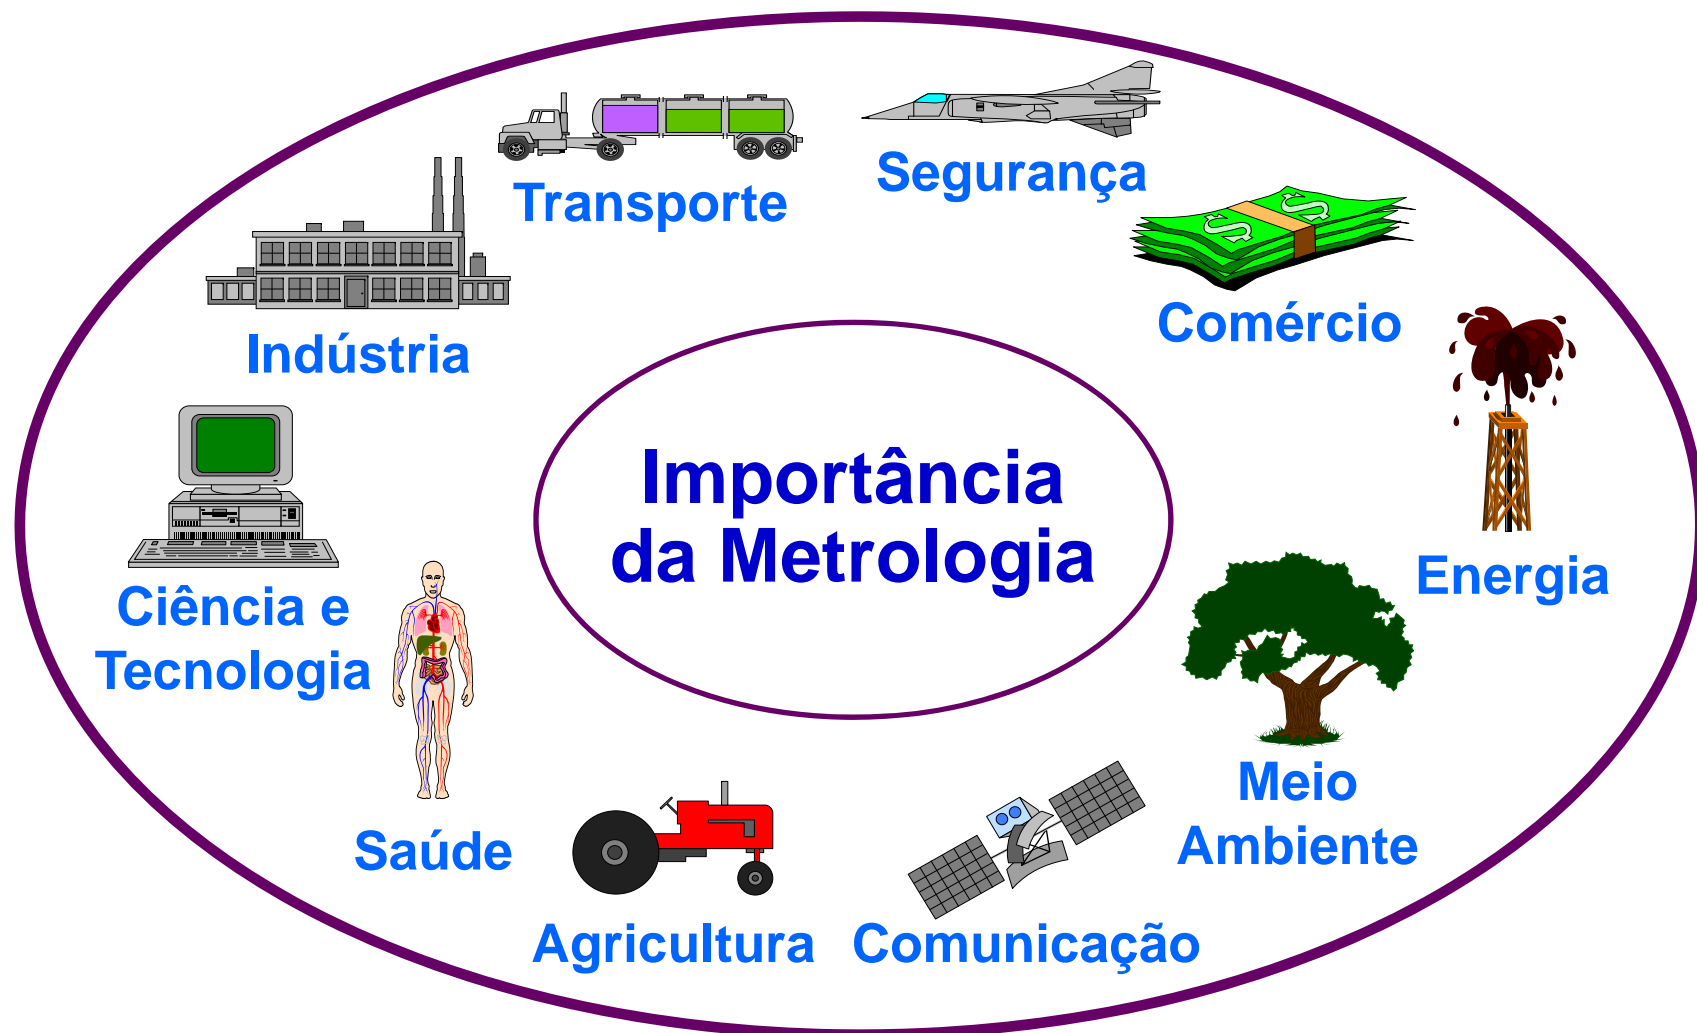 Transporte
Segurança
Indústria
Comércio
Importância
da Metrologia
Energia
Ciência e
Tecnologia
Meio
Ambiente
Saúde
Agricultura
Comunicação